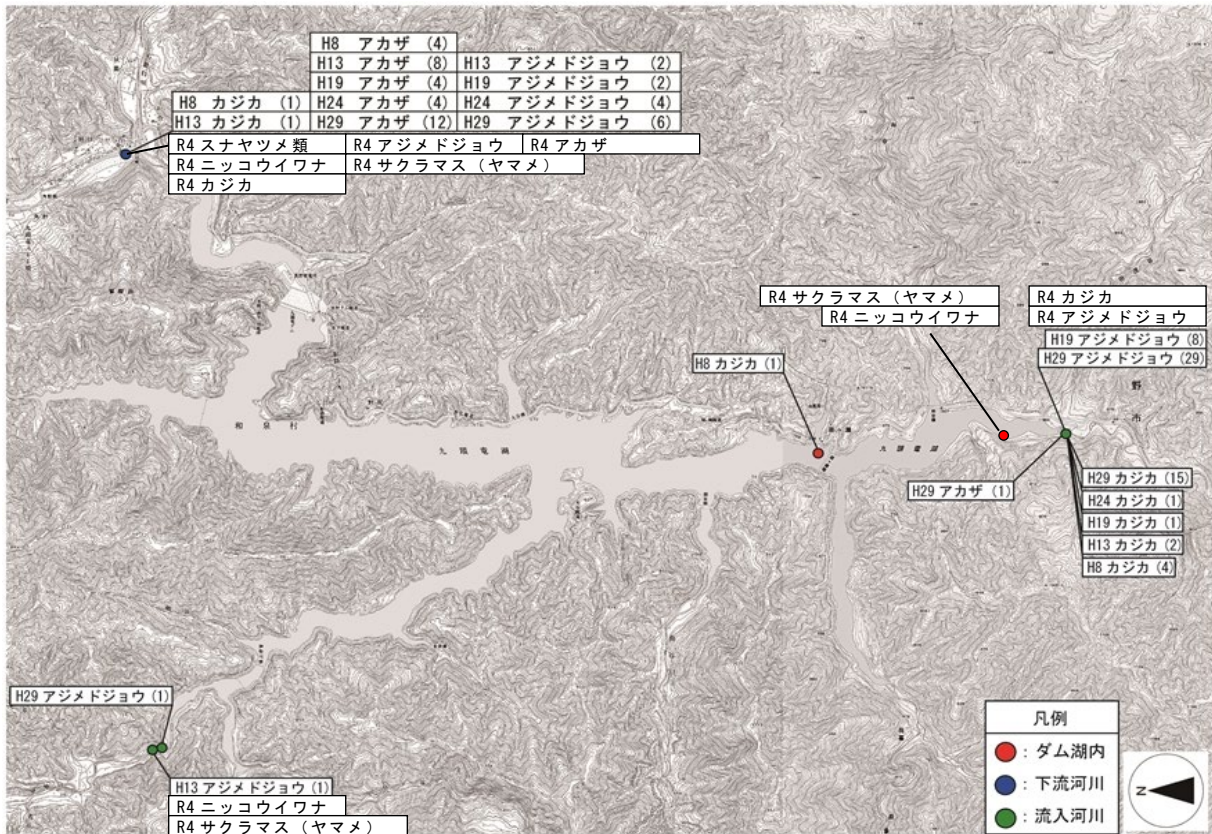 H8 アカザ (4)
H13 アカザ (8) H13 アジメドジョウ (2)
H19 アカザ (4) H19 アジメドジョウ (2)
H8 カジカ (1) H24 アカザ (4) H24 アジメドジョウ (4)
H13 カジカ (1) H29 アカザ (12) H29 アジメドジョウ (6)
R4 スナヤツメ類 R4 アジメドジョウ R4 アカザ
R4 ニッコウイワナ R4 サクラマス (ヤマメ)
R4 カジカ
R4 サクラマス (ヤマメ)
R4 ニッコウイワナ
R4 カジカ
R4 アジメドジョウ
H19 アジメドジョウ (8)
H29 アジメドジョウ (29)
H8 カジカ (1)
野市
和泉村
九頭竜湖
九頭竜湖
H29 アカザ (1)
H29 カジカ (15)
H24 カジカ (1)
H19 カジカ (1)
H13 カジカ (2)
H8 カジカ (4)
H29 アジメドジョウ (1)
H13 アジメドジョウ (1)
R4 ニッコウイワナ
R4 サクラマス (ヤマメ)
凡例
: ダム湖内
: 下流河川
: 流入河川
N